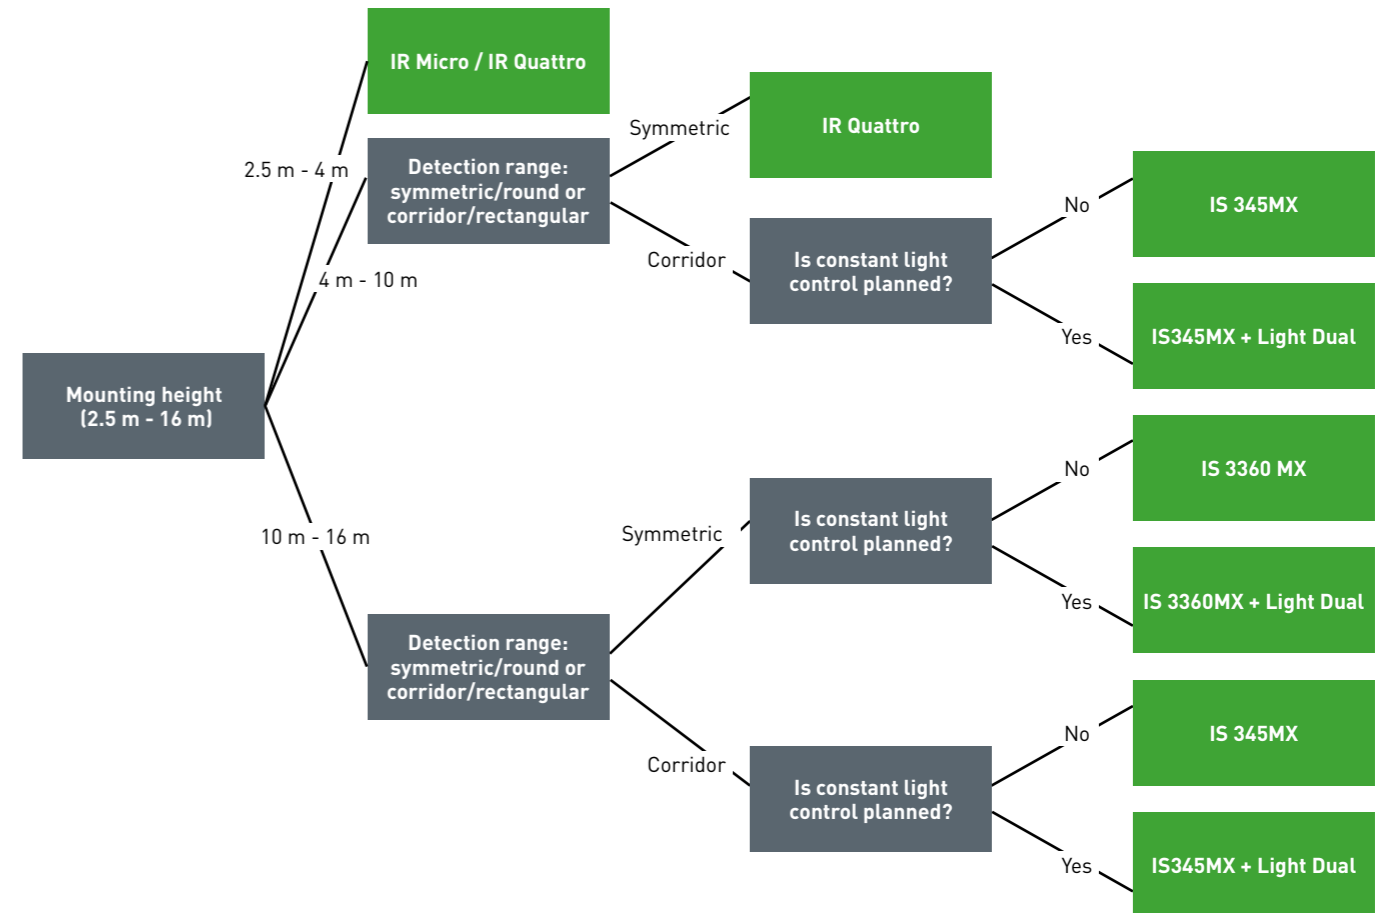 IR Micro / IR Quattro
2.5 m - 4 m
Detection range:
symmetric/round or
corridor/rectangular
4 m - 10 m
Symmetric
IR Quattro
Corridor
Is constant light
control planned?
No
IS 345MX
Yes
IS345MX + Light Dual
Mounting height
(2.5 m - 16 m)
10 m - 16 m
Detection range:
symmetric/round or
corridor/rectangular
Symmetric
Is constant light
control planned?
No
IS 3360 MX
Yes
IS 3360MX + Light Dual
Corridor
Is constant light
control planned?
No
IS 345MX
Yes
IS345MX + Light Dual